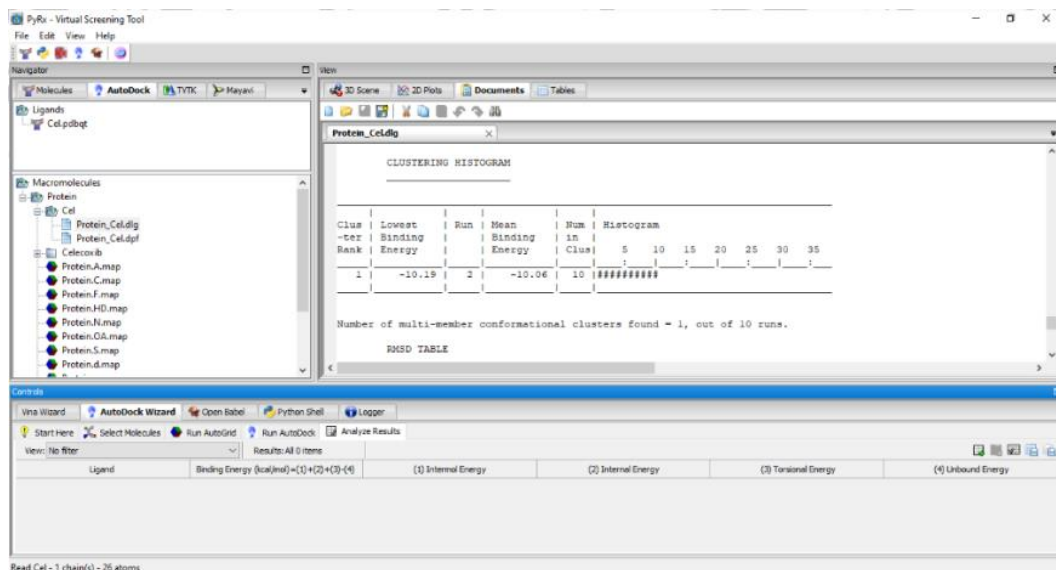 PyRx - Virtual Screening Tool
File Edit View Help
Navigator
View
Molecules AutoDock TVTK Mayavi
3D Scene 2D Plots Documents Tables
Ligands
Cel.pdbqt
Protein_Cel.dlg
Macromolecules
Protein
Cel
Protein_Cel.dlg
Protein_Cel.dpf
Celecoxib
Protein.A.map
Protein.C.map
Protein.F.map
Protein.HD.map
Protein.N.map
Protein.OA.map
Protein.S.map
Protein.d.map
CLUSTERING HISTOGRAM
Clus | Lowest | Run | Mean | Num | Histogram
-ter | Binding | | Binding | in |
Rank | Energy | | Energy | Clus| 5 10 15 20 25 30 35
1 | -10.19 | 2 | -10.06 | 10 |##########
Number of multi-member conformational clusters found = 1, out of 10 runs.
RMSD TABLE
Controls
Vina Wizard AutoDock Wizard Open Babel Python Shell Logger
Start Here Select Molecules Run AutoGrid Run AutoDock Analyze Results
View: No filter Results: All 0 items
Ligand Binding Energy (kcal/mol)=(1)+(2)+(3)-(4) (1) Intermol Energy (2) Internal Energy (3) Torsional Energy (4) Unbound Energy
Read Cel - 1 chain(s) - 26 atoms